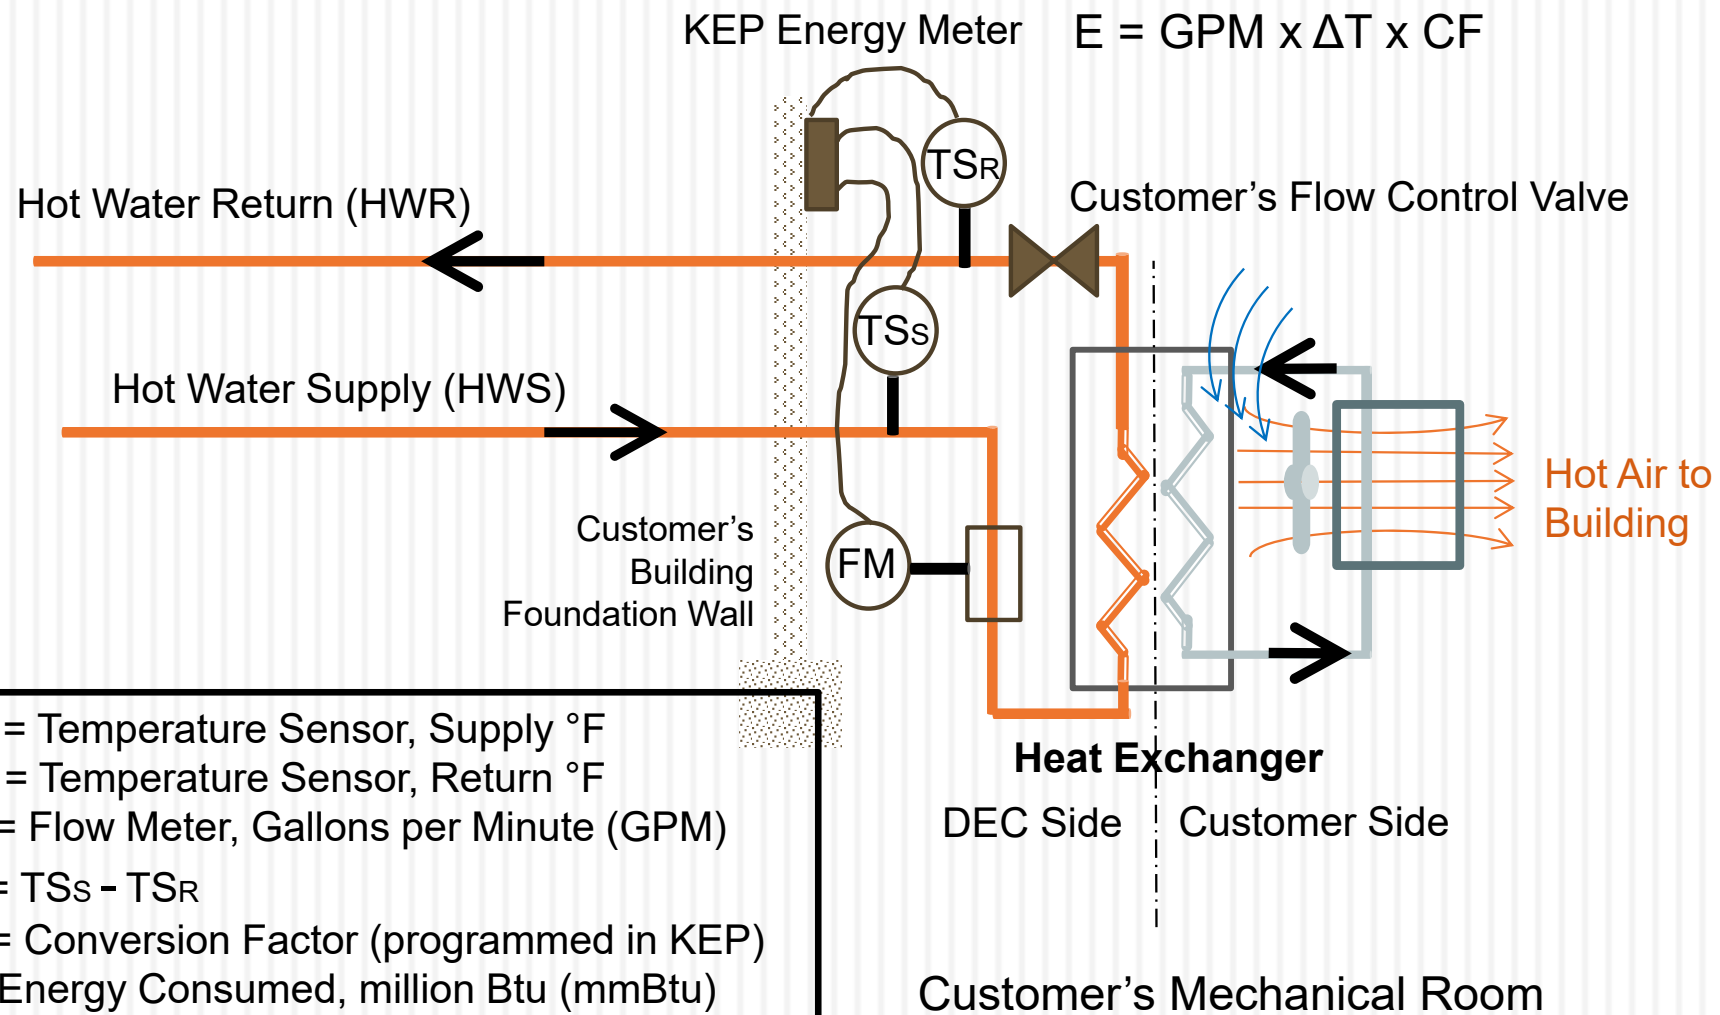 KEP Energy Meter
E = GPM x ΔT x CF
TSR
Hot Water Return (HWR)
Customer’s Flow Control Valve
TSS
Hot Water Supply (HWS)
Hot Air to
Building
Customer’s
Building
Foundation Wall
FM
= Temperature Sensor, Supply °F
= Temperature Sensor, Return °F
= Flow Meter, Gallons per Minute (GPM)
= TSS - TSR
= Conversion Factor (programmed in KEP)
Energy Consumed, million Btu (mmBtu)
Heat Exchanger
DEC Side
Customer Side
Customer’s Mechanical Room